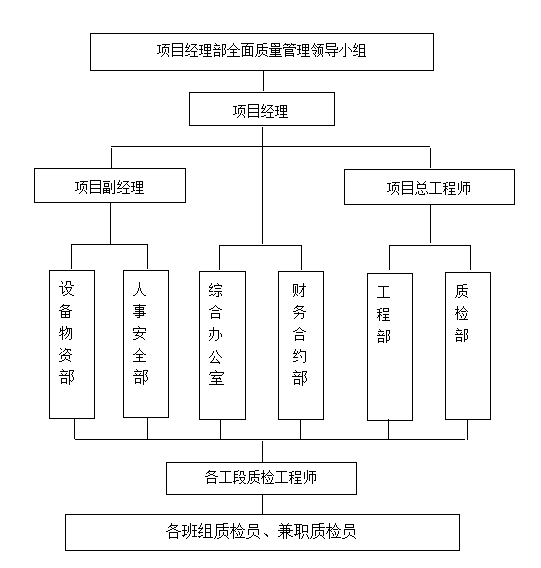 项目经理部全面质量管理领导小组
项目经理
项目副经理
项目总工程师
设备物资部
人事安全部
综合办公室
财务合约部
工程部
质检部
各工段质检工程师
各班组质检员、兼职质检员